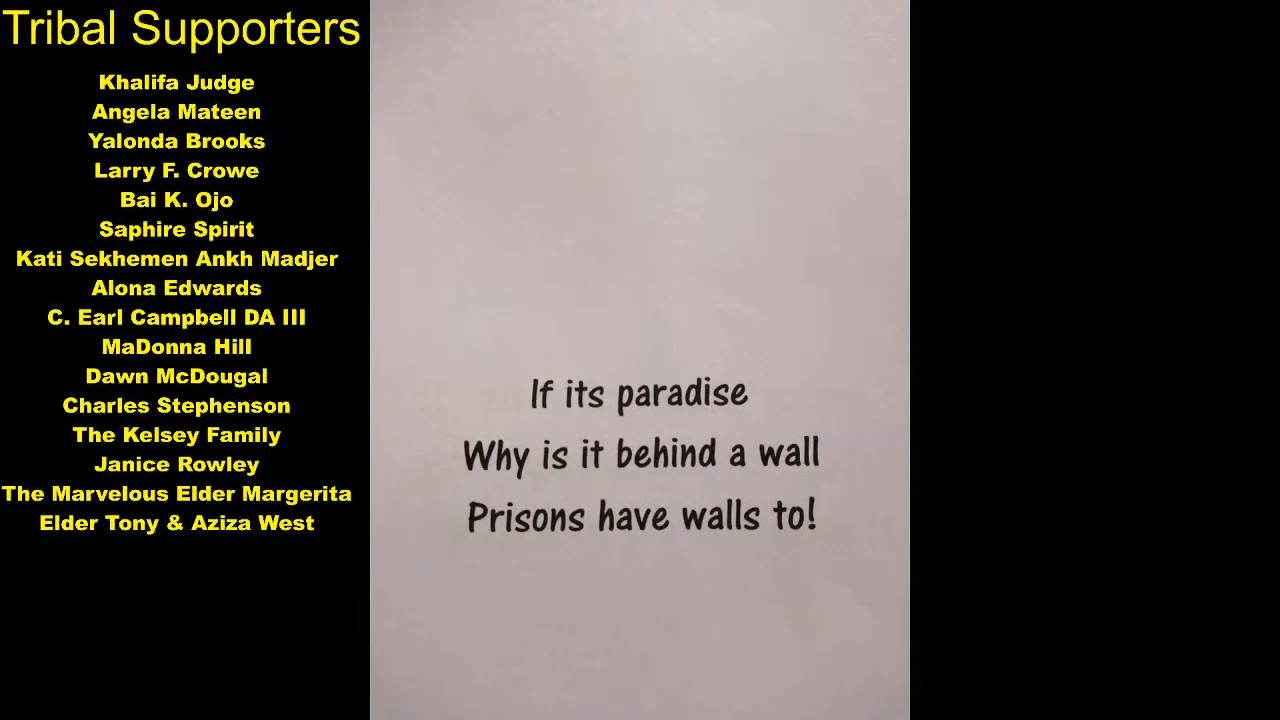 Tribal Supporters
Khalifa Judge
Angela Mateen
Yalonda Brooks
Larry F. Crowe
Bai K. Ojo
Saphire Spirit
Kati Sekhemen Ankh Madjer
Alona Edwards
C. Earl Campbell DA III
MaDonna Hill
Dawn McDougal
Charles Stephenson
The Kelsey Family
Janice Rowley
The Marvelous Elder Margerita
Elder Tony & Aziza West
If its paradise
Why is it behind a wall
Prisons have walls to!